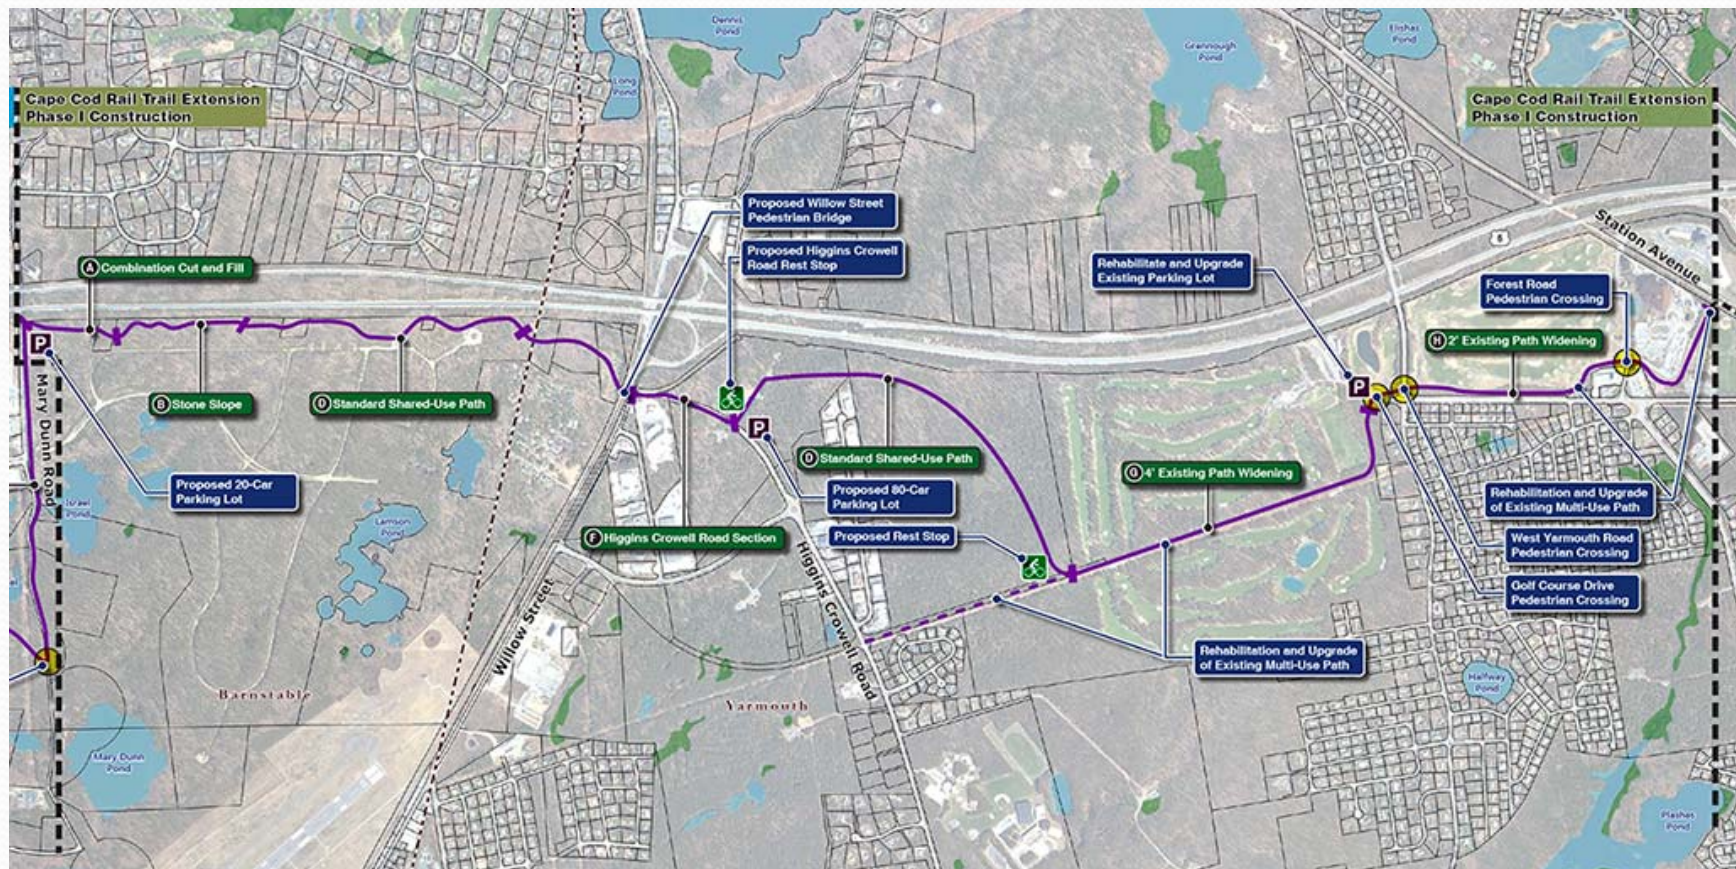 Dennis
Pond
Elishas
Pond
Grennough
Pond
Long
Pond
Cape Cod Rail Trail Extension
Phase I Construction
Cape Cod Rail Trail Extension
Phase I Construction
Proposed Willow Street
Pedestrian Bridge
Station Avenue
6
Proposed Higgins Crowell
Road Rest Stop
Rehabilitate and Upgrade
Existing Parking Lot
A Combination Cut and Fill
Forest Road
Pedestrian Crossing
H 2' Existing Path Widening
P
Mary Dunn Road
B Stone Slope
D Standard Shared-Use Path
P
P
D Standard Shared-Use Path
G 4' Existing Path Widening
Proposed 20-Car
Parking Lot
Proposed 80-Car
Parking Lot
Rehabilitation and Upgrade
of Existing Multi-Use Path
Israel
Pond
Lamson
Pond
F Higgins Crowell Road Section
Proposed Rest Stop
West Yarmouth Road
Pedestrian Crossing
Golf Course Drive
Pedestrian Crossing
Willow Street
Higgins Crowell Road
Rehabilitation and Upgrade
of Existing Multi-Use Path
Halfway
Pond
Barnstable
Yarmouth
Mary Dunn
Pond
Plashes
Pond